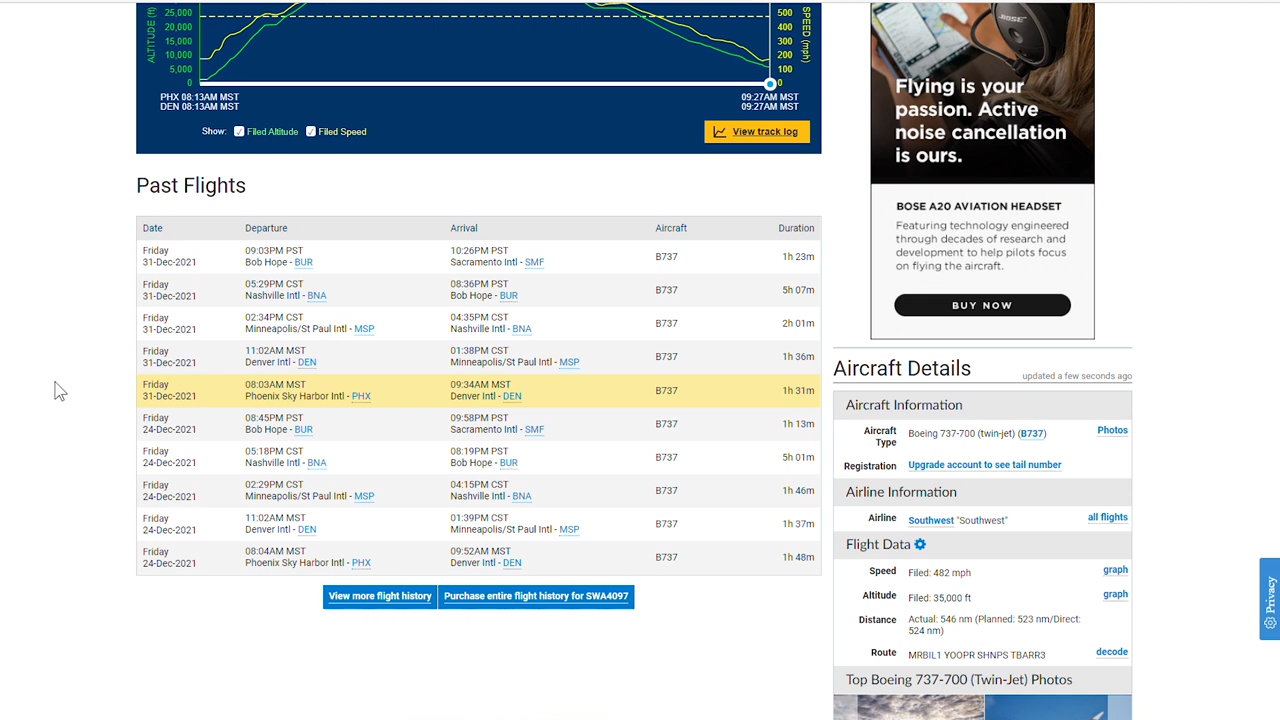 ALTITUDE (ft)
25,000
20,000
15,000
10,000
5,000
0
SPEED (mph)
500
400
300
200
100
0
PHX 08:13AM MST
DEN 08:13AM MST
09:27AM MST
09:27AM MST
Show: Filed Altitude Filed Speed
View track log
Past Flights
Date Departure Arrival Aircraft Duration
Friday 09:03PM PST 10:26PM PST
31-Dec-2021 Bob Hope - BUR Sacramento Intl - SMF B737 1h 23m
Friday 05:29PM CST 08:36PM PST
31-Dec-2021 Nashville Intl - BNA Bob Hope - BUR B737 5h 07m
Friday 02:34PM CST 04:35PM CST
31-Dec-2021 Minneapolis/St Paul Intl - MSP Nashville Intl - BNA B737 2h 01m
Friday 11:02AM MST 01:38PM CST
31-Dec-2021 Denver Intl - DEN Minneapolis/St Paul Intl - MSP B737 1h 36m
Friday 08:03AM MST 09:34AM MST
31-Dec-2021 Phoenix Sky Harbor Intl - PHX Denver Intl - DEN B737 1h 31m
Friday 08:45PM PST 09:58PM PST
24-Dec-2021 Bob Hope - BUR Sacramento Intl - SMF B737 1h 13m
Friday 05:18PM CST 08:19PM PST
24-Dec-2021 Nashville Intl - BNA Bob Hope - BUR B737 5h 01m
Friday 02:29PM CST 04:15PM CST
24-Dec-2021 Minneapolis/St Paul Intl - MSP Nashville Intl - BNA B737 1h 46m
Friday 11:02AM MST 01:39PM CST
24-Dec-2021 Denver Intl - DEN Minneapolis/St Paul Intl - MSP B737 1h 37m
Friday 08:04AM MST 09:52AM MST
24-Dec-2021 Phoenix Sky Harbor Intl - PHX Denver Intl - DEN B737 1h 48m
View more flight history Purchase entire flight history for SWA4097
BOSE
Flying is your
passion. Active
noise cancellation
is ours.
BOSE A20 AVIATION HEADSET
Featuring technology engineered
through decades of research and
development to help pilots focus
on flying the aircraft.
BUY NOW
Aircraft Details updated a few seconds ago
Aircraft Information
Aircraft Type Boeing 737-700 (twin-jet) (B737) Photos
Registration Upgrade account to see tail number
Airline Information
Airline Southwest "Southwest" all flights
Flight Data
Speed Filed: 482 mph graph
Altitude Filed: 35,000 ft graph
Distance Actual: 546 nm (Planned: 523 nm/Direct:
524 nm)
Route MRBIL1 YOOPR SHNPS TBARR3 decode
Top Boeing 737-700 (Twin-Jet) Photos
Privacy